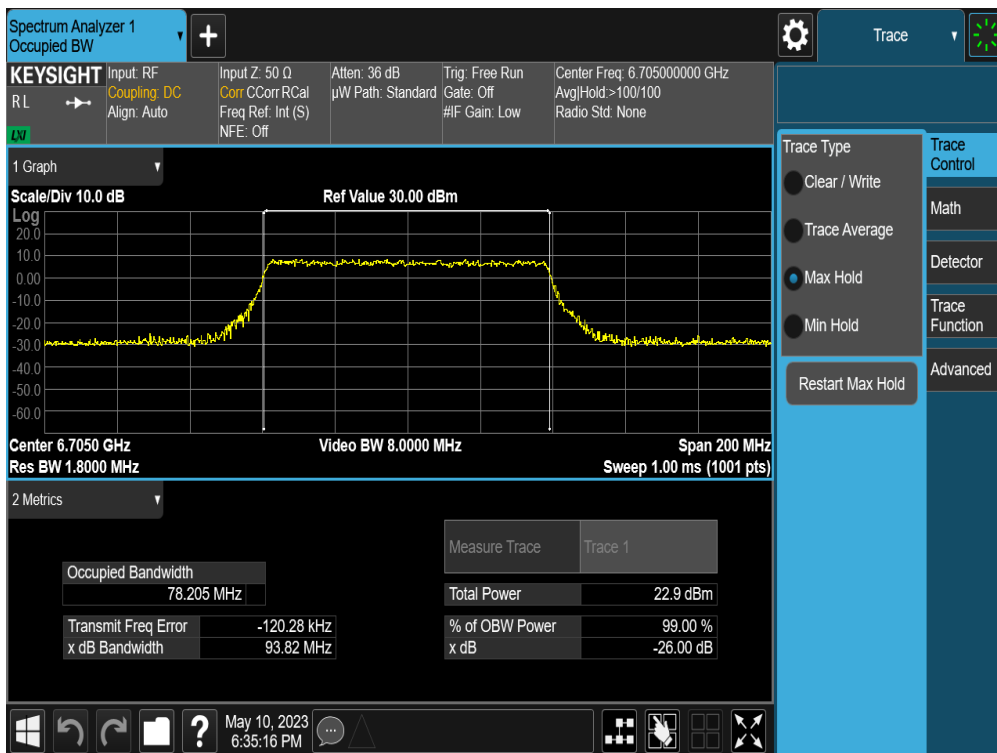 Spectrum Analyzer 1
Occupied BW
+
Trace
KEYSIGHT
RL
LXI
Input: RF
Coupling: DC
Align: Auto
Input Z: 50 Ω
Corr CCorr RCal
Freq Ref: Int (S)
NFE: Off
Atten: 36 dB
µW Path: Standard
Trig: Free Run
Gate: Off
#IF Gain: Low
Center Freq: 6.705000000 GHz
Avg|Hold:>100/100
Radio Std: None
1 Graph
Scale/Div 10.0 dB
Ref Value 30.00 dBm
Log
20.0
10.0
0.00
-10.0
-20.0
-30.0
-40.0
-50.0
-60.0
Center 6.7050 GHz
Video BW 8.0000 MHz
Span 200 MHz
Res BW 1.8000 MHz
Sweep 1.00 ms (1001 pts)
2 Metrics
Measure Trace
Trace 1
Occupied Bandwidth
78.205 MHz
Total Power
22.9 dBm
Transmit Freq Error
-120.28 kHz
% of OBW Power
99.00 %
x dB Bandwidth
93.82 MHz
x dB
-26.00 dB
Trace Type
Clear / Write
Trace Average
Max Hold
Min Hold
Restart Max Hold
Trace
Control
Math
Detector
Trace
Function
Advanced
?
May 10, 2023
6:35:16 PM